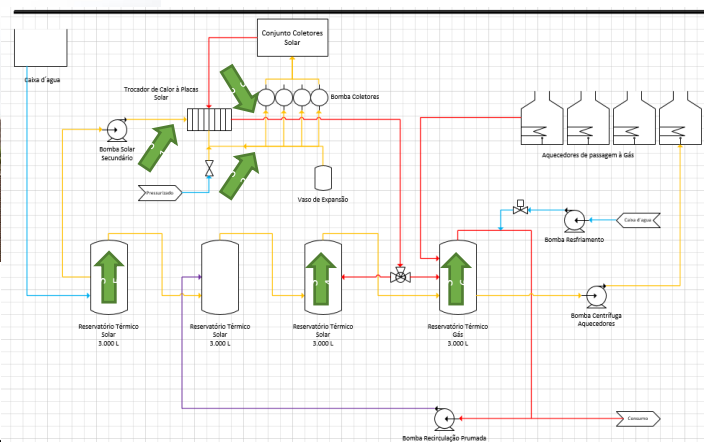 Conjunto Coletores
Solar
Caixa d´agua
Trocador de Calor à Placas
Solar
Bomba Coletores
Bomba Solar
Secundário
Pressurizado
Vaso de Expansão
Aquecedores de passagem à Gás
Caixa d´agua
Bomba Resfriamento
Bomba Centrífuga
Aquecedores
Reservatório Térmico
Solar
3.000 L
Reservatório Térmico
Solar
3.000 L
Reservatório Térmico
Solar
3.000 L
Reservatório Térmico
Gás
3.000 L
Consumo
Bomba Recirculação Prumada